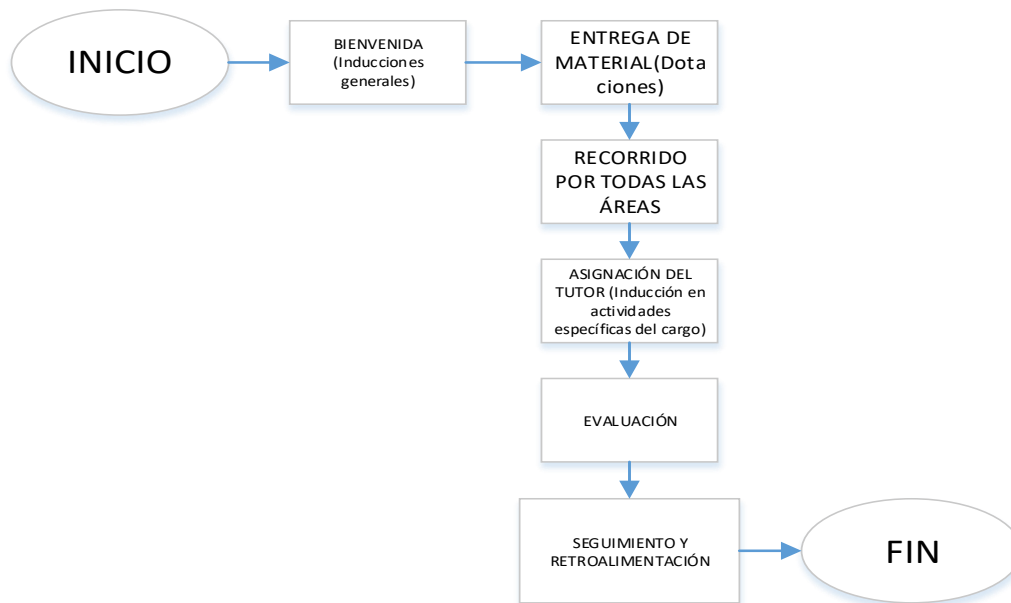 INICIO
BIENVENIDA
(Inducciones
generales)
ENTREGA DE
MATERIAL(Dota
ciones)
RECORRIDO
POR TODAS LAS
ÁREAS
ASIGNACIÓN DEL
TUTOR (Inducción en
actividades
específicas del cargo)
EVALUACIÓN
SEGUIMIENTO Y
RETROALIMENTACIÓN
FIN